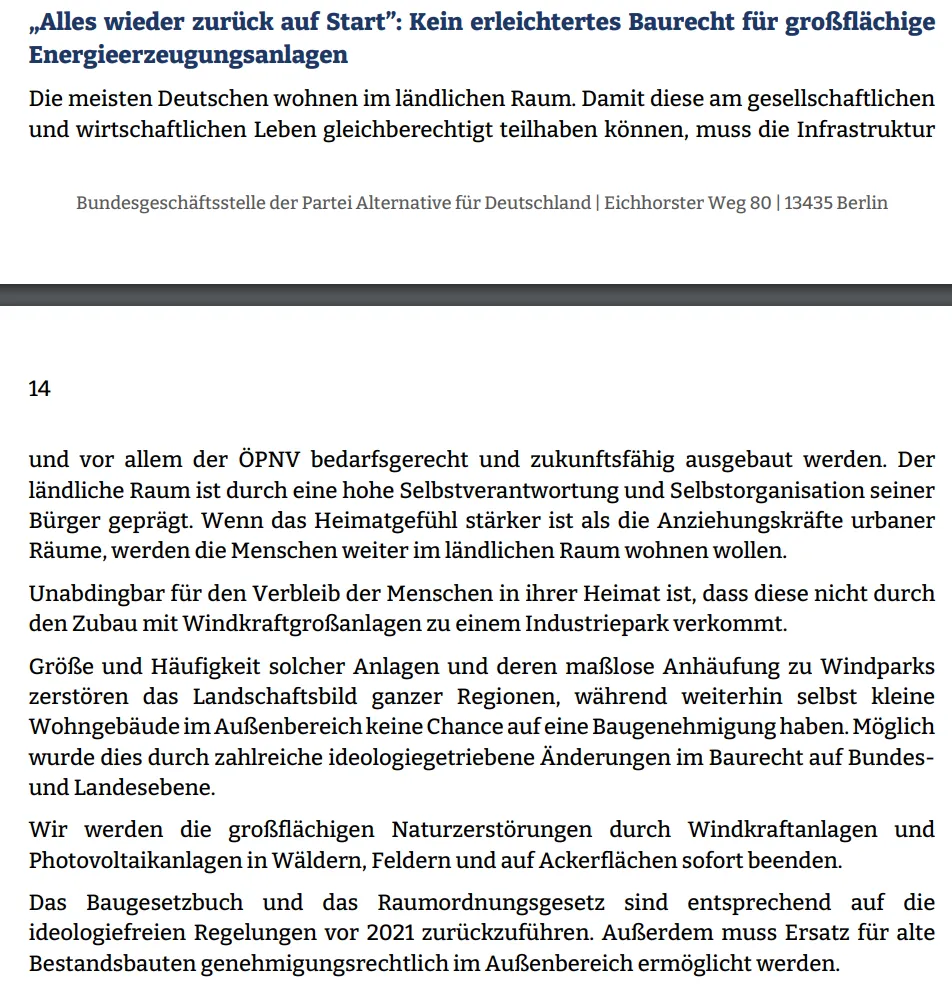 „Alles wieder zurück auf Start”: Kein erleichtertes Baurecht für großflächige
Energieerzeugungsanlagen
Die meisten Deutschen wohnen im ländlichen Raum. Damit diese am gesellschaftlichen
und wirtschaftlichen Leben gleichberechtigt teilhaben können, muss die Infrastruktur
Bundesgeschäftsstelle der Partei Alternative für Deutschland | Eichhorster Weg 80 | 13435 Berlin
14
und vor allem der ÖPNV bedarfsgerecht und zukunftsfähig ausgebaut werden. Der
ländliche Raum ist durch eine hohe Selbstverantwortung und Selbstorganisation seiner
Bürger geprägt. Wenn das Heimatgefühl stärker ist als die Anziehungskräfte urbaner
Räume, werden die Menschen weiter im ländlichen Raum wohnen wollen.
Unabdingbar für den Verbleib der Menschen in ihrer Heimat ist, dass diese nicht durch
den Zubau mit Windkraftgroßanlagen zu einem Industriepark verkommt.
Größe und Häufigkeit solcher Anlagen und deren maßlose Anhäufung zu Windparks
zerstören das Landschaftsbild ganzer Regionen, während weiterhin selbst kleine
Wohngebäude im Außenbereich keine Chance auf eine Baugenehmigung haben. Möglich
wurde dies durch zahlreiche ideologiegetriebene Änderungen im Baurecht auf Bundes-
und Landesebene.
Wir werden die großflächigen Naturzerstörungen durch Windkraftanlagen und
Photovoltaikanlagen in Wäldern, Feldern und auf Ackerflächen sofort beenden.
Das Baugesetzbuch und das Raumordnungsgesetz sind entsprechend auf die
ideologiefreien Regelungen vor 2021 zurückzuführen. Außerdem muss Ersatz für alte
Bestandsbauten genehmigungsrechtlich im Außenbereich ermöglicht werden.